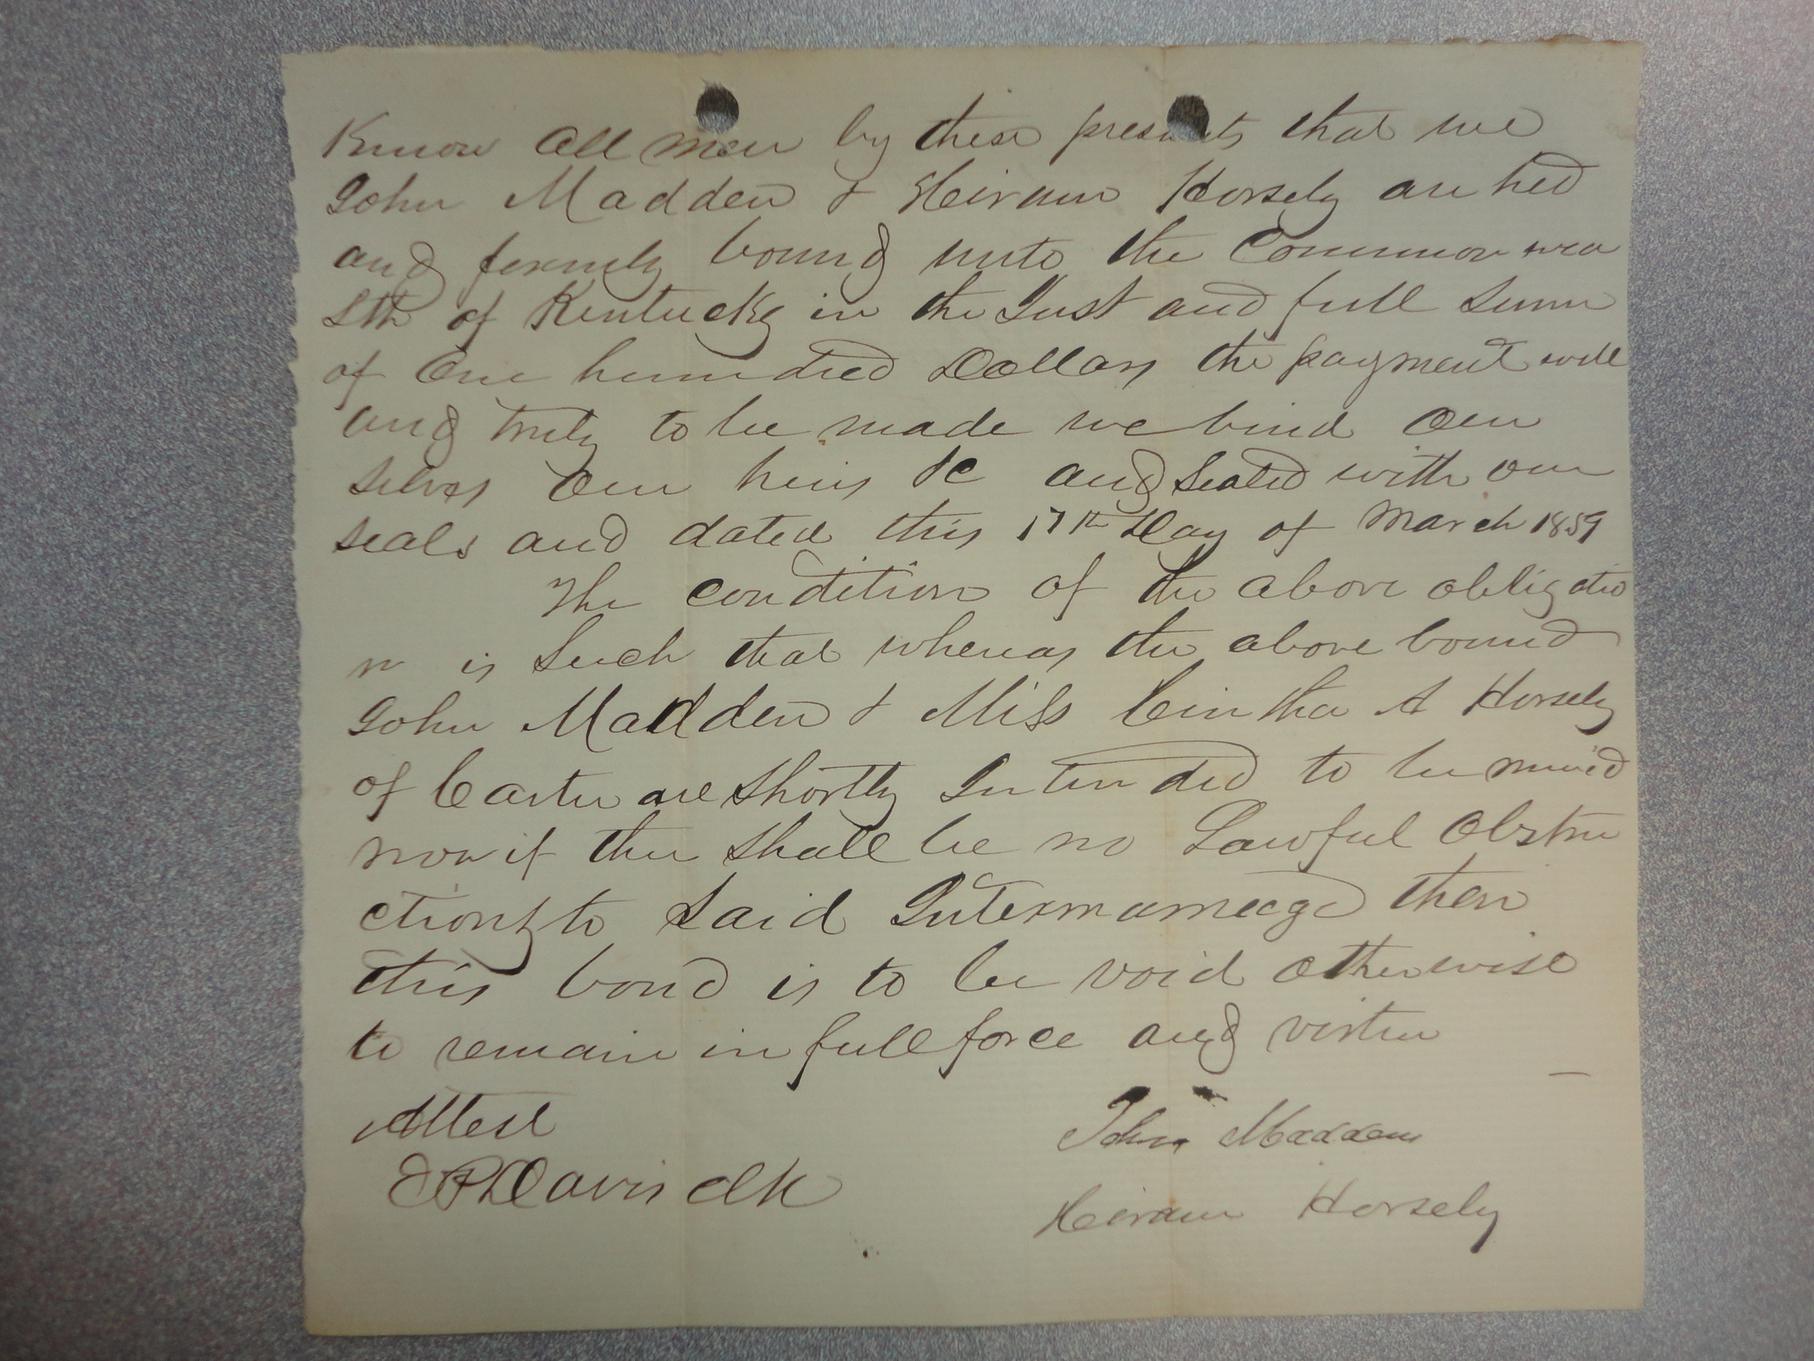 Know all men by these presents that we
John Madden & Heiram Horsely are held
and fermly bound unto the Common wea
lth of Kentucky in the Just and full sum
of One hundred Dollars the payment well
and truly to be made we bind our
selves our heirs &c and Sealed with our
seals and dated this 17th Day of March 1859
The condition of the above obligatio
n is Such that whereas the above bound
John Madden & Miss Cintha A Horsely
of Carter are Shortly Intended to be
now if ther Shall be no Lawful Obstru
ctions to Said Intermarriage then
this bond is to be void otherwise
to remain in full force and virtue
Attest
Davis clk
John Madden
Heiram Horsely